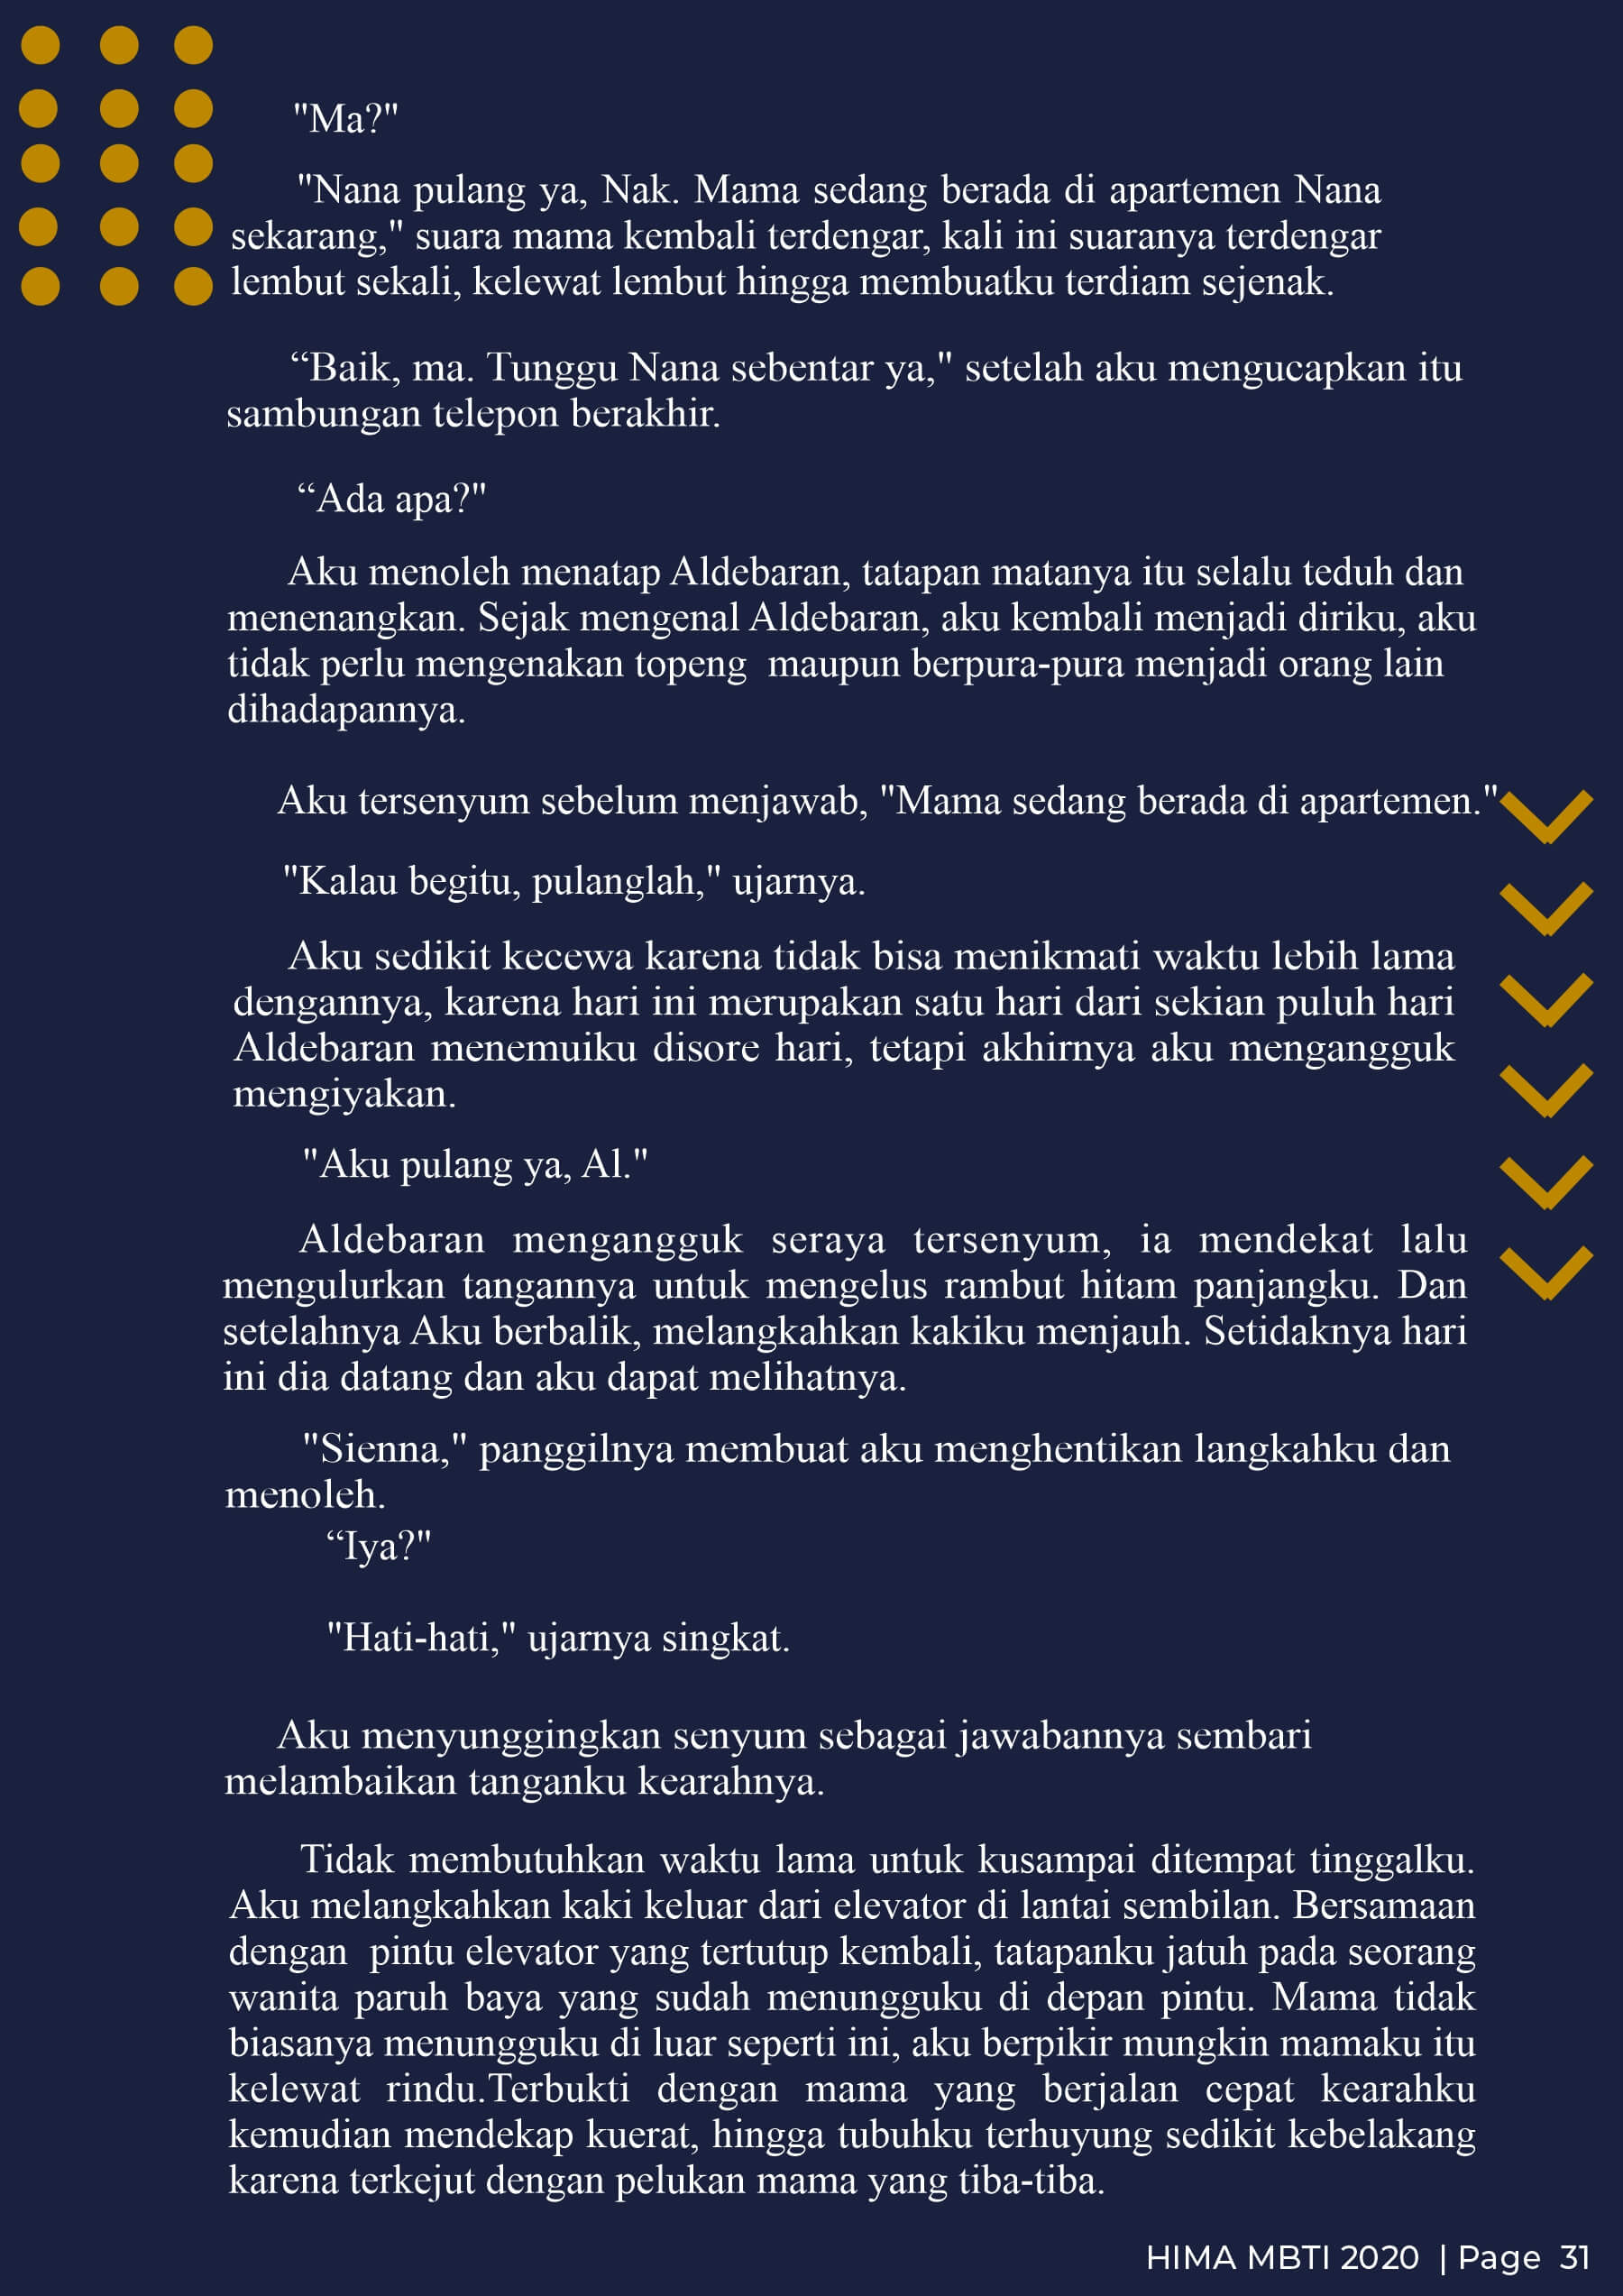 "Ma?"
"Nana pulang ya, Nak. Mama sedang berada di apartemen Nana
sekarang," suara mama kembali terdengar, kali ini suaranya terdengar
lembut sekali, kelewat lembut hingga membuatku terdiam sejenak.
“Baik, ma. Tunggu Nana sebentar ya," setelah aku mengucapkan itu
sambungan telepon berakhir.
“Ada apa?"
Aku menoleh menatap Aldebaran, tatapan matanya itu selalu teduh dan
menenangkan. Sejak mengenal Aldebaran, aku kembali menjadi diriku, aku
tidak perlu mengenakan topeng  maupun berpura-pura menjadi orang lain
dihadapannya.
Aku tersenyum sebelum menjawab, "Mama sedang berada di apartemen."
"Kalau begitu, pulanglah," ujarnya.
Aku sedikit kecewa karena tidak bisa menikmati waktu lebih lama
dengannya, karena hari ini merupakan satu hari dari sekian puluh hari
Aldebaran menemuiku disore hari, tetapi akhirnya aku mengangguk
mengiyakan.
"Aku pulang ya, Al."
Aldebaran mengangguk seraya tersenyum, ia mendekat lalu
mengulurkan tangannya untuk mengelus rambut hitam panjangku. Dan
setelahnya Aku berbalik, melangkahkan kakiku menjauh. Setidaknya hari
ini dia datang dan aku dapat melihatnya.
"Sienna," panggilnya membuat aku menghentikan langkahku dan
menoleh.
“Iya?"
"Hati-hati," ujarnya singkat.
Aku menyunggingkan senyum sebagai jawabannya sembari
melambaikan tanganku kearahnya.
Tidak membutuhkan waktu lama untuk kusampai ditempat tinggalku.
Aku melangkahkan kaki keluar dari elevator di lantai sembilan. Bersamaan
dengan  pintu elevator yang tertutup kembali, tatapanku jatuh pada seorang
wanita paruh baya yang sudah menungguku di depan pintu. Mama tidak
biasanya menungguku di luar seperti ini, aku berpikir mungkin mamaku itu
kelewat rindu.Terbukti dengan mama yang berjalan cepat kearahku
kemudian mendekap kuerat, hingga tubuhku terhuyung sedikit kebelakang
karena terkejut dengan pelukan mama yang tiba-tiba.
HIMA MBTI 2020 | Page 31